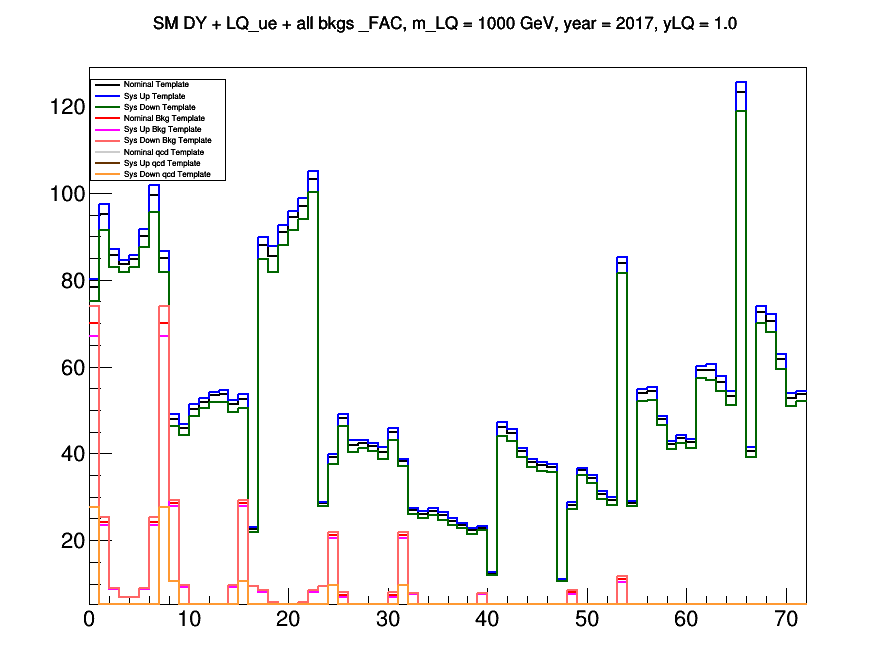 SM DY + LQ_ue + all bkgs _FAC, m_LQ = 1000 GeV, year = 2017, yLQ = 1.0
Nominal Template
Sys Up Template
Sys Down Template
Nominal Bkg Template
Sys Up Bkg Template
Sys Down Bkg Template
Nominal qcd Template
Sys Up qcd Template
Sys Down qcd Template
120
100
80
60
40
20
0 10 20 30 40 50 60 70